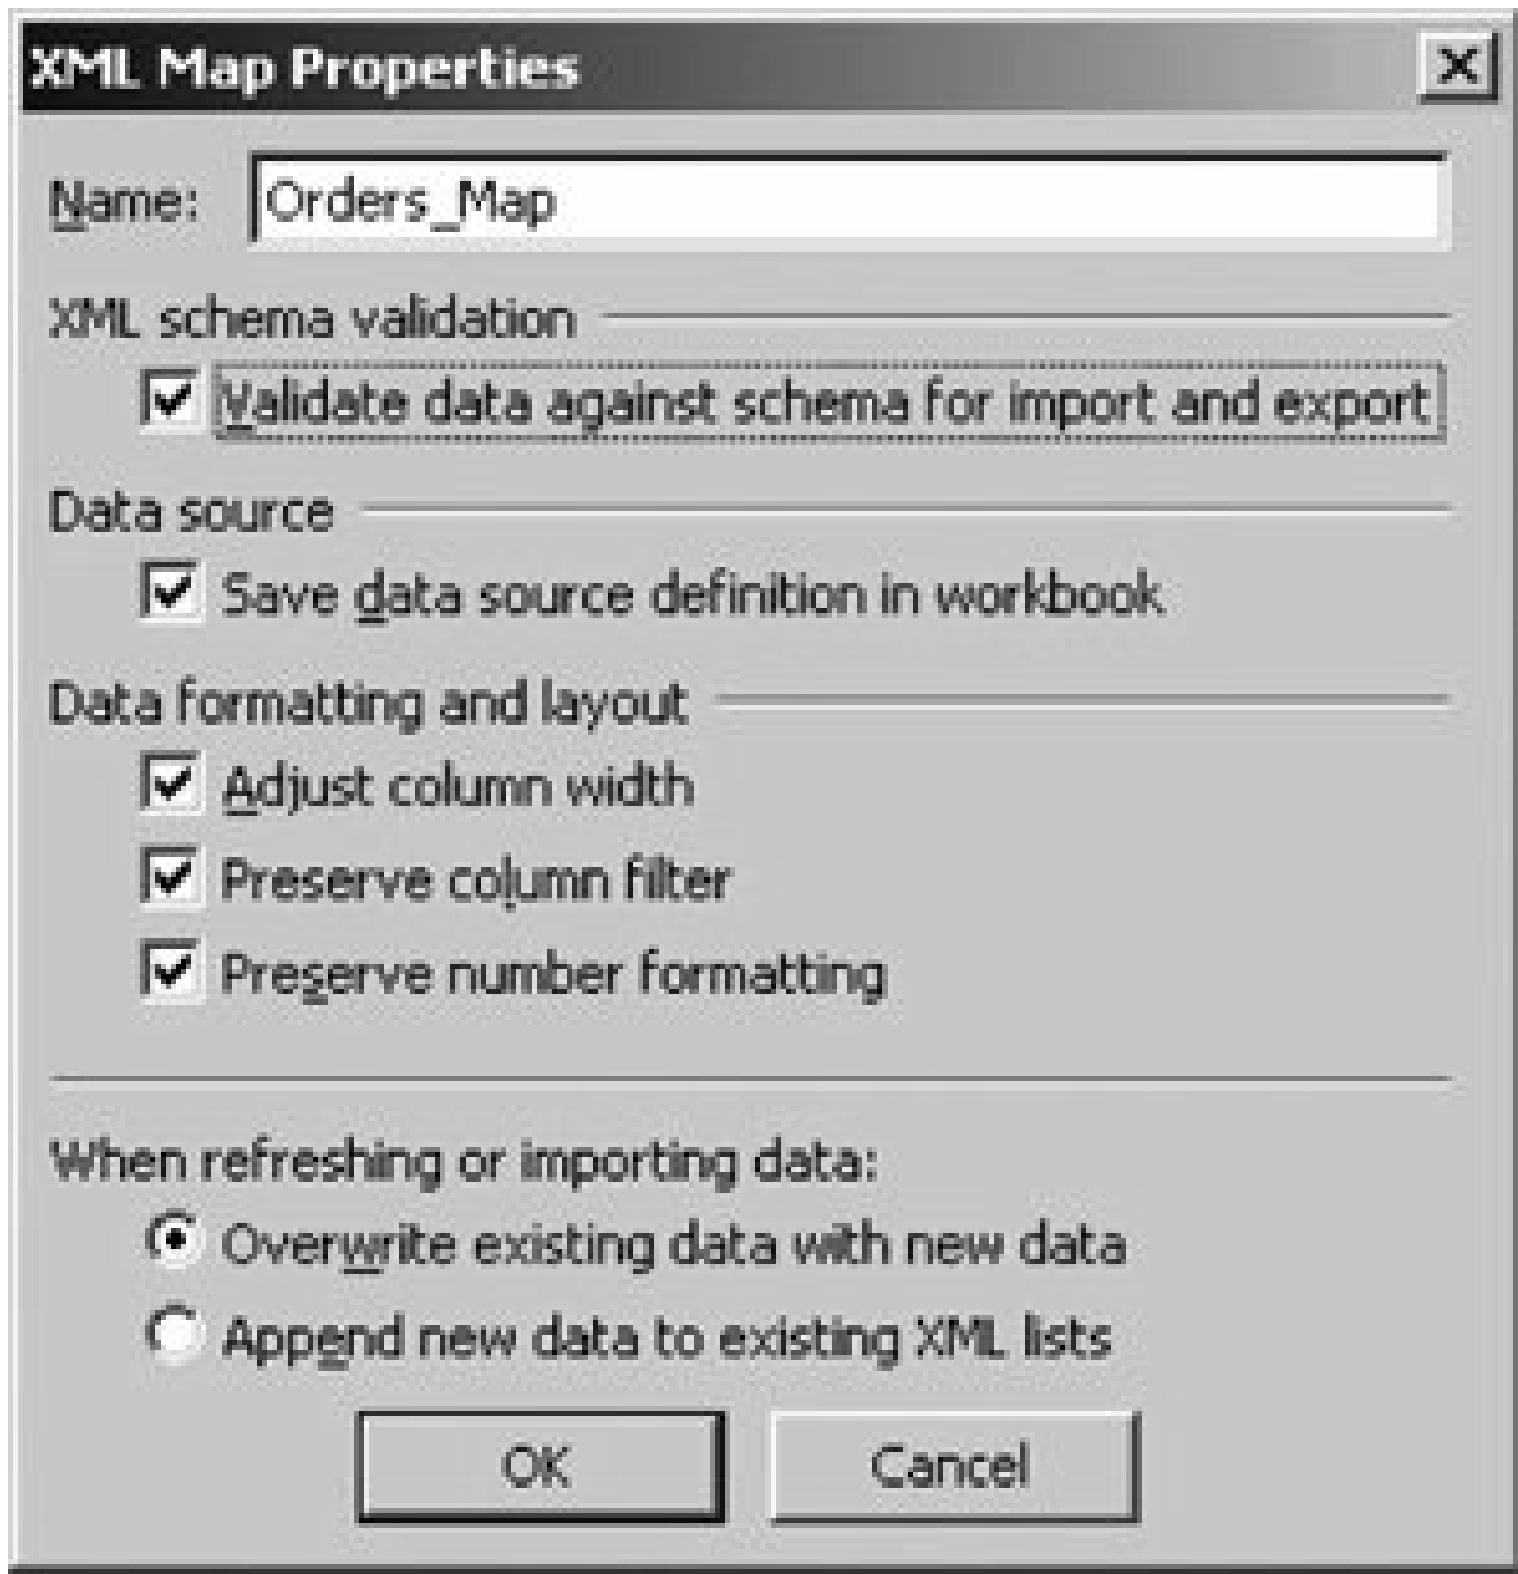 XML Map Properties
Name: Orders_Map
XML schema validation
Validate data against schema for import and export
Data source
Save data source definition in workbook
Data formatting and layout
Adjust column width
Preserve column filter
Preserve number formatting
When refreshing or importing data:
Overwrite existing data with new data
Append new data to existing XML lists
OK Cancel